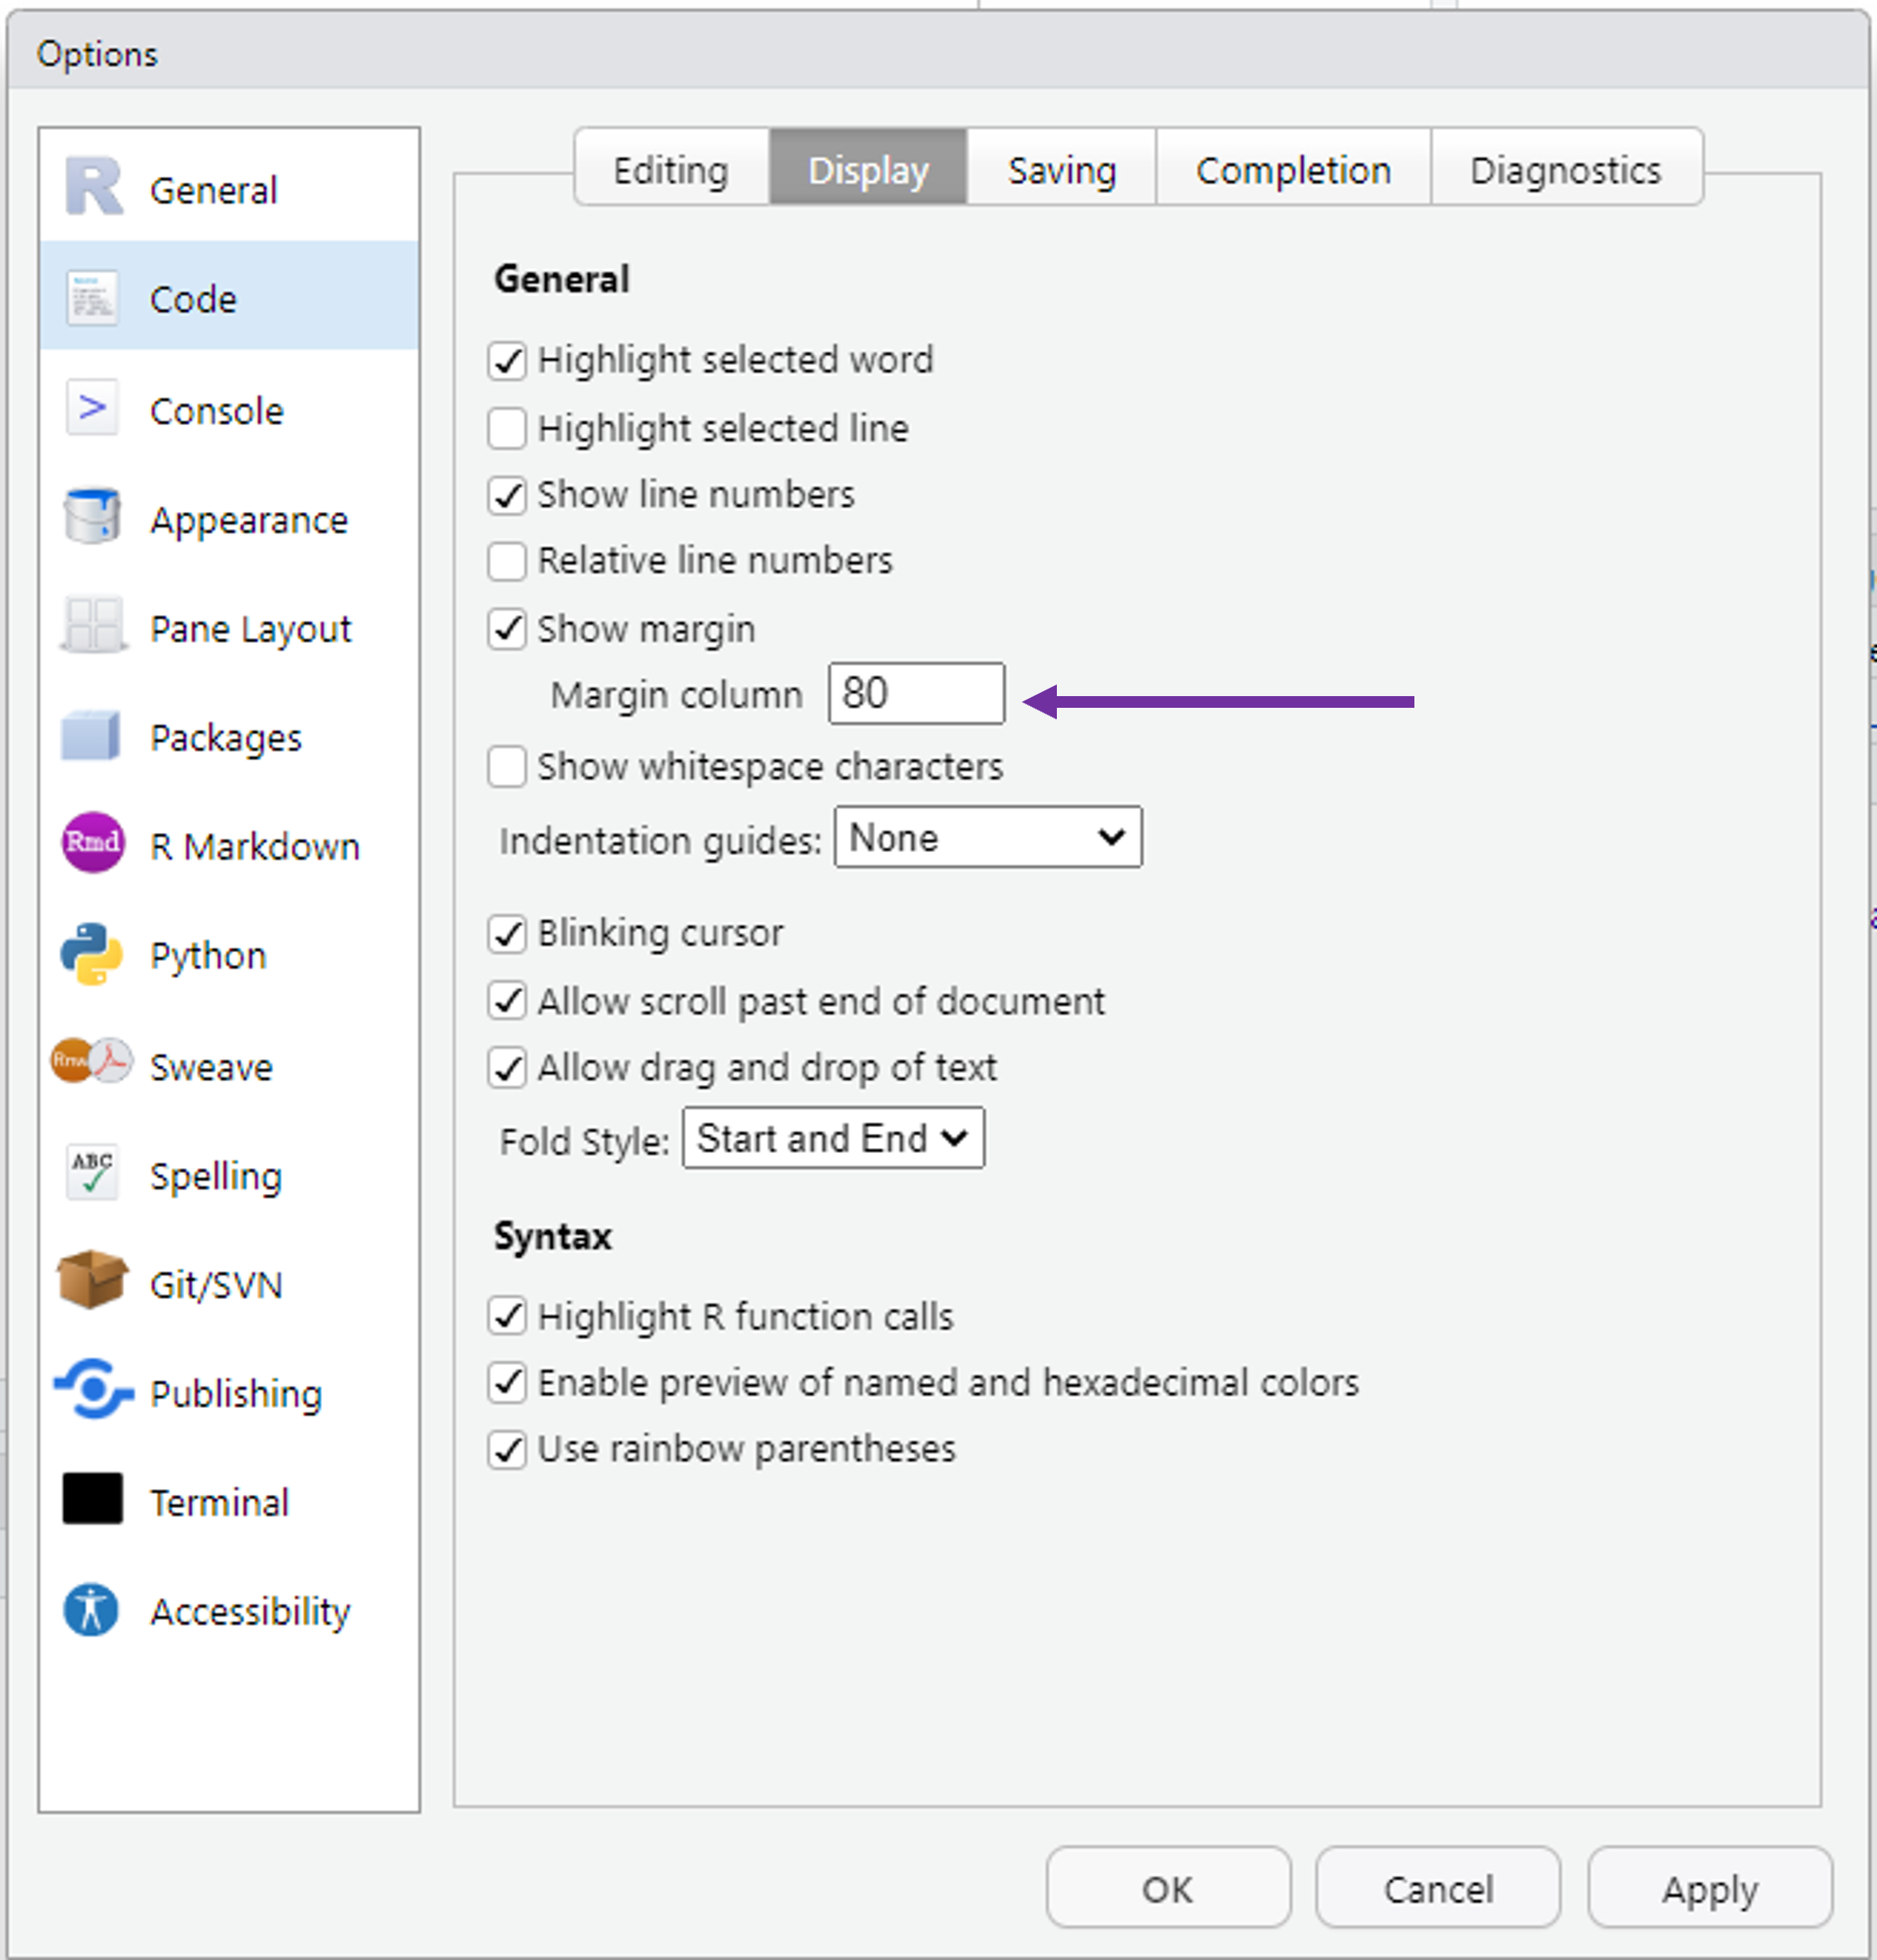 Options
General
Code
>
Console
Appearance
Pane Layout
Packages
Rmd
R Markdown
Python
Rnw
Sweave
ABC
Spelling
Git/SVN
Publishing
Terminal
Accessibility
Editing
Display
Saving
Completion
Diagnostics
General
Highlight selected word
Highlight selected line
Show line numbers
Relative line numbers
Show margin
Margin column 80
Show whitespace characters
Indentation guides: None
Blinking cursor
Allow scroll past end of document
Allow drag and drop of text
Fold Style: Start and End
Syntax
Highlight R function calls
Enable preview of named and hexadecimal colors
Use rainbow parentheses
OK
Cancel
Apply